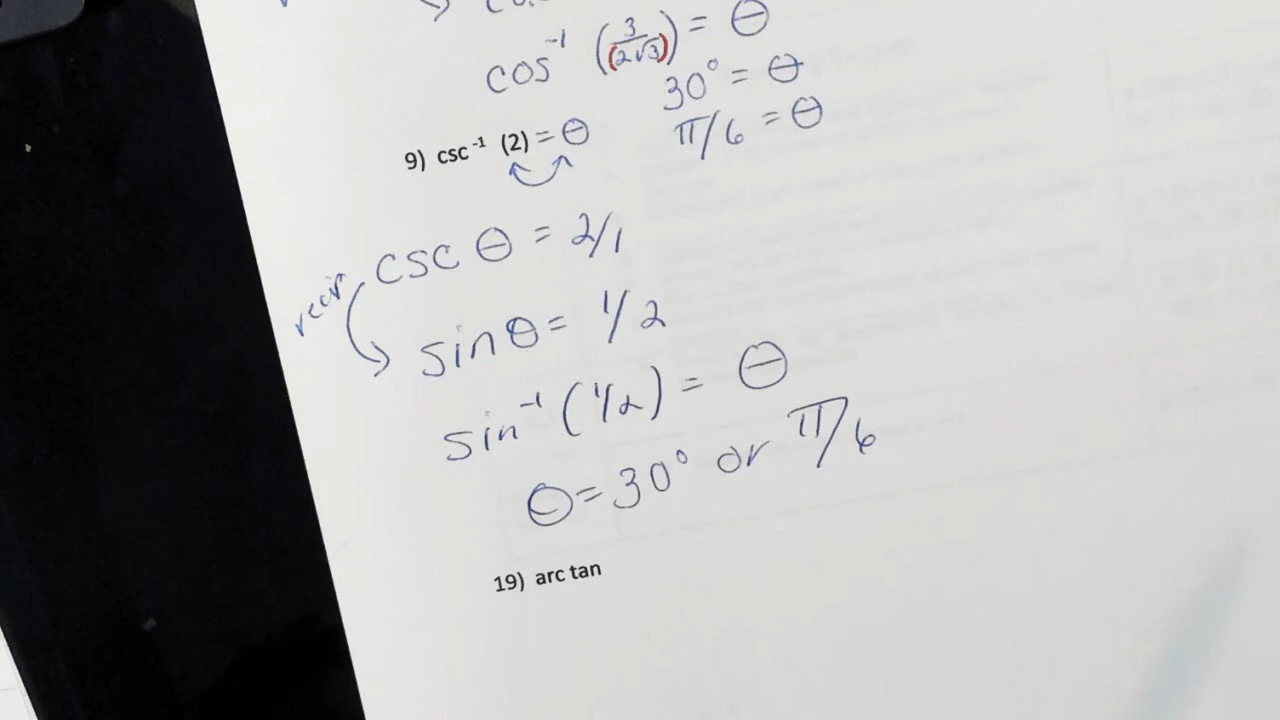 cos⁻¹ (3/(2√3)) = θ
30° = θ
π/6 = θ
9) csc⁻¹ (2) = θ
csc θ = 2/1
recip
sin θ = 1/2
sin⁻¹ (1/2) = θ
θ = 30° or π/6
19) arc tan